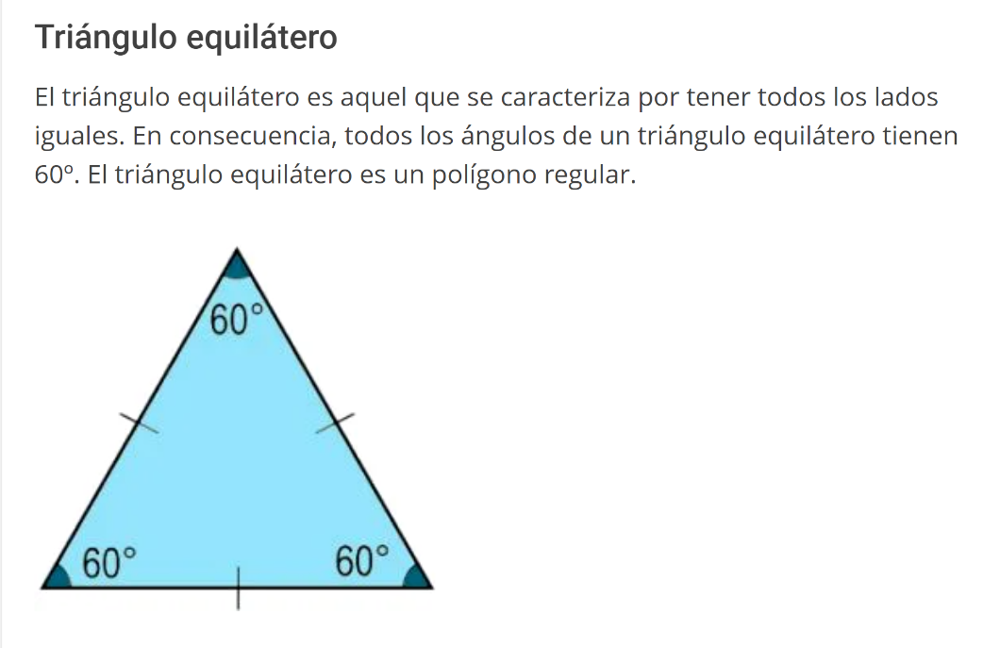 Triángulo equilátero
El triángulo equilátero es aquel que se caracteriza por tener todos los lados
iguales. En consecuencia, todos los ángulos de un triángulo equilátero tienen
60º. El triángulo equilátero es un polígono regular.
60°
60°
60°